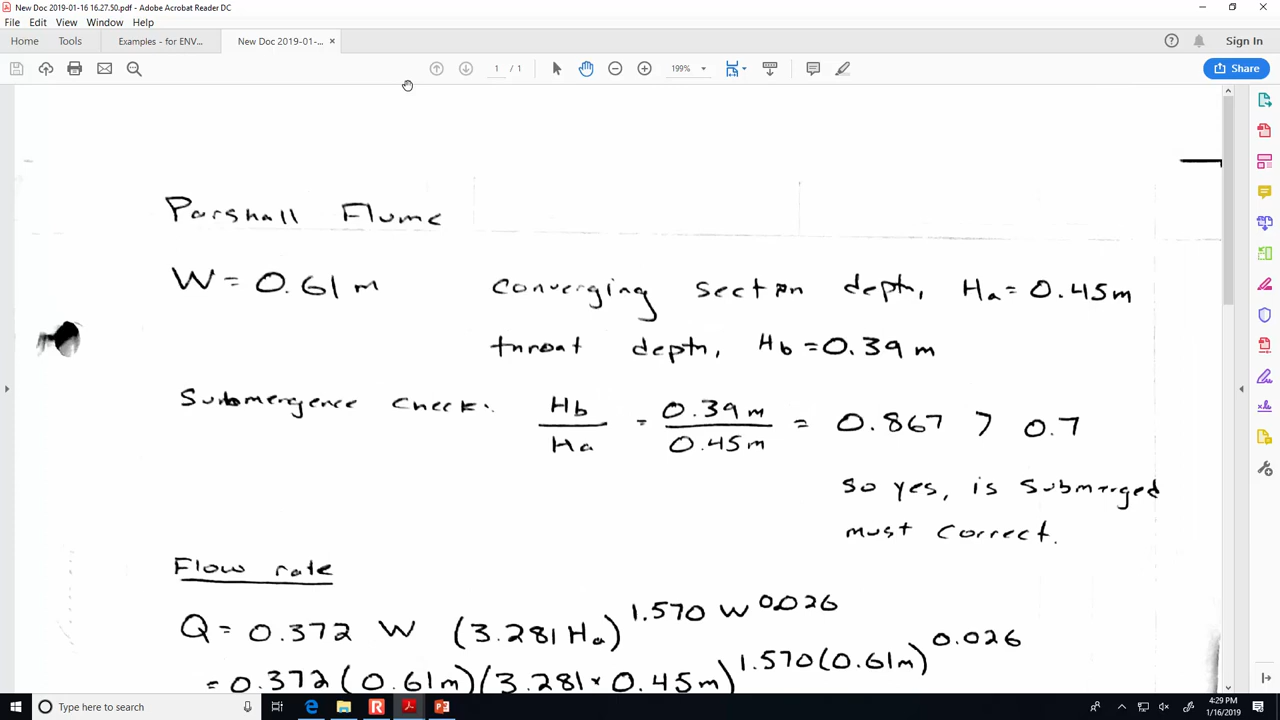 New Doc 2019-01-16 16.27.50.pdf - Adobe Acrobat Reader DC
File Edit View Window Help
Home Tools Examples - for ENV... New Doc 2019-01-... × Sign In
1 / 1 199% Share
Parshall Flume
W = 0.61 m converging section depth, Ha = 0.45m
throat depth, Hb = 0.39 m
Submergence check: Hb/Ha = 0.39m/0.45m = 0.867 > 0.7
so yes, is submerged
must correct.
Flow rate
Q = 0.372 W (3.281 Ha)^1.570 W^0.026
= 0.372 (0.61m) (3.281 × 0.45m)^1.570 (0.61m)^0.026
Type here to search
4:29 PM
1/16/2019